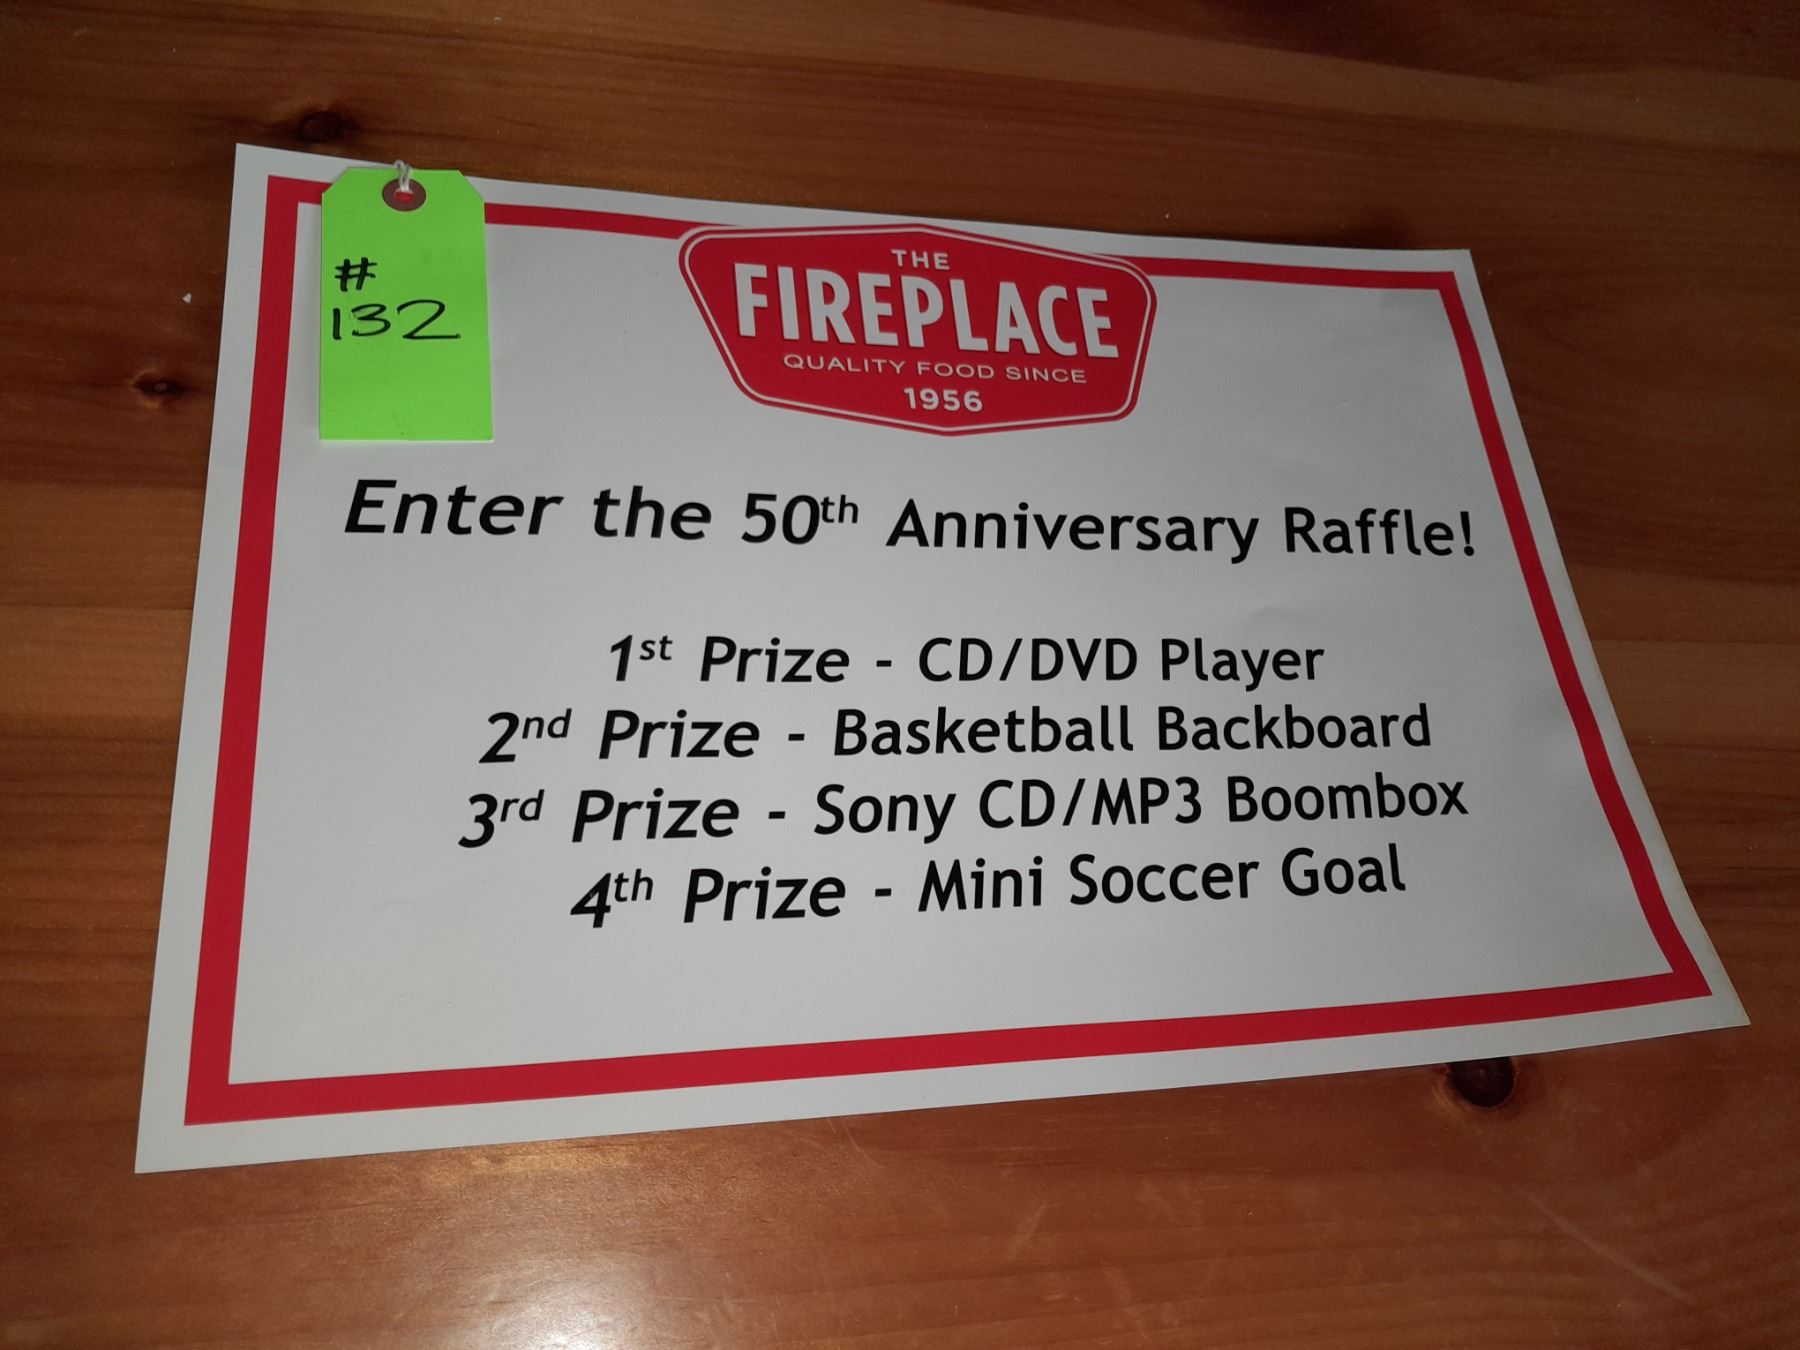 #
132
THE
FIREPLACE
QUALITY FOOD SINCE
1956
Enter the 50th Anniversary Raffle!
1st Prize - CD/DVD Player
2nd Prize - Basketball Backboard
3rd Prize - Sony CD/MP3 Boombox
4th Prize - Mini Soccer Goal